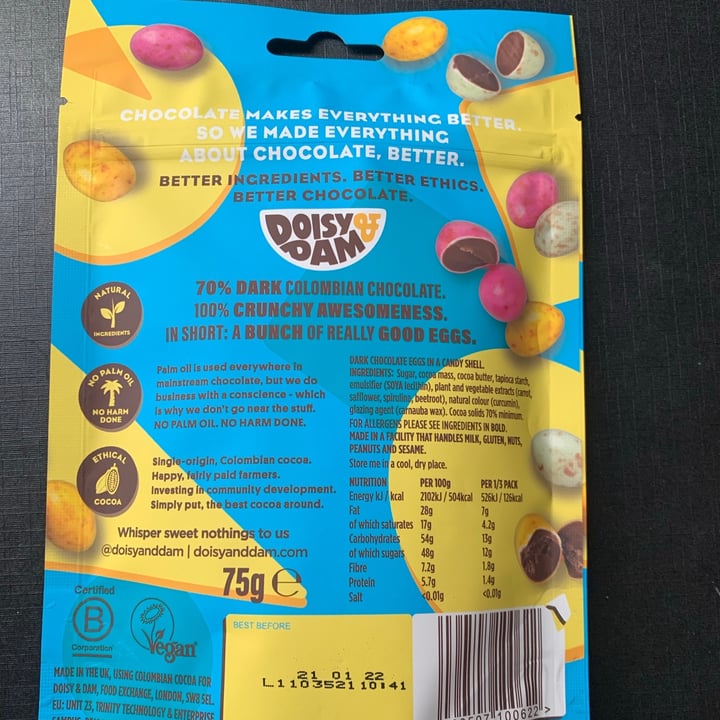 CHOCOLATE MAKES EVERYTHING BETTER.
SO WE MADE EVERYTHING
ABOUT CHOCOLATE, BETTER.
BETTER INGREDIENTS. BETTER ETHICS.
BETTER CHOCOLATE.
DOISY &
DAM
70% DARK COLOMBIAN CHOCOLATE.
100% CRUNCHY AWESOMENESS.
IN SHORT: A BUNCH OF REALLY GOOD EGGS.
NATURAL
INGREDIENTS
NO PALM OIL
NO HARM
DONE
Palm oil is used everywhere in
mainstream chocolate, but we do
business with a conscience - which
is why we don't go near the stuff.
NO PALM OIL. NO HARM DONE.
ETHICAL
COCOA
Single-origin, Colombian cocoa.
Happy, fairly paid farmers.
Investing in community development.
Simply put, the best cocoa around.
DARK CHOCOLATE EGGS IN A CANDY SHELL.
INGREDIENTS: Sugar, cocoa mass, cocoa butter, tapioca starch,
emulsifier (SOYA lecithin), plant and vegetable extracts (carrot,
safflower, spirulina, beetroot), natural colour (curcumin),
glazing agent (carnauba wax). Cocoa solids 70% minimum.
FOR ALLERGENS PLEASE SEE INGREDIENTS IN BOLD.
MADE IN A FACILITY THAT HANDLES MILK, GLUTEN, NUTS,
PEANUTS AND SESAME.
Store me in a cool, dry place.
NUTRITION PER 100g PER 1/3 PACK
Energy kJ / kcal 2102kJ / 504kcal 526kJ / 126kcal
Fat 28g 7g
of which saturates 17g 4.2g
Carbohydrates 54g 13g
of which sugars 48g 12g
Fibre 7.2g 1.8g
Protein 5.7g 1.4g
Salt <0.01g <0.01g
Whisper sweet nothings to us
@doisyanddam | doisyanddam.com
75g e
Certified
B
Corporation
Vegan
BEST BEFORE
21 01 22
L1103521 10:41
MADE IN THE UK, USING COLOMBIAN COCOA FOR
DOISY & DAM, FOOD EXCHANGE, LONDON, SW8 5EL.
EU: UNIT 23, TRINITY TECHNOLOGY & ENTERPRISE
100622 >